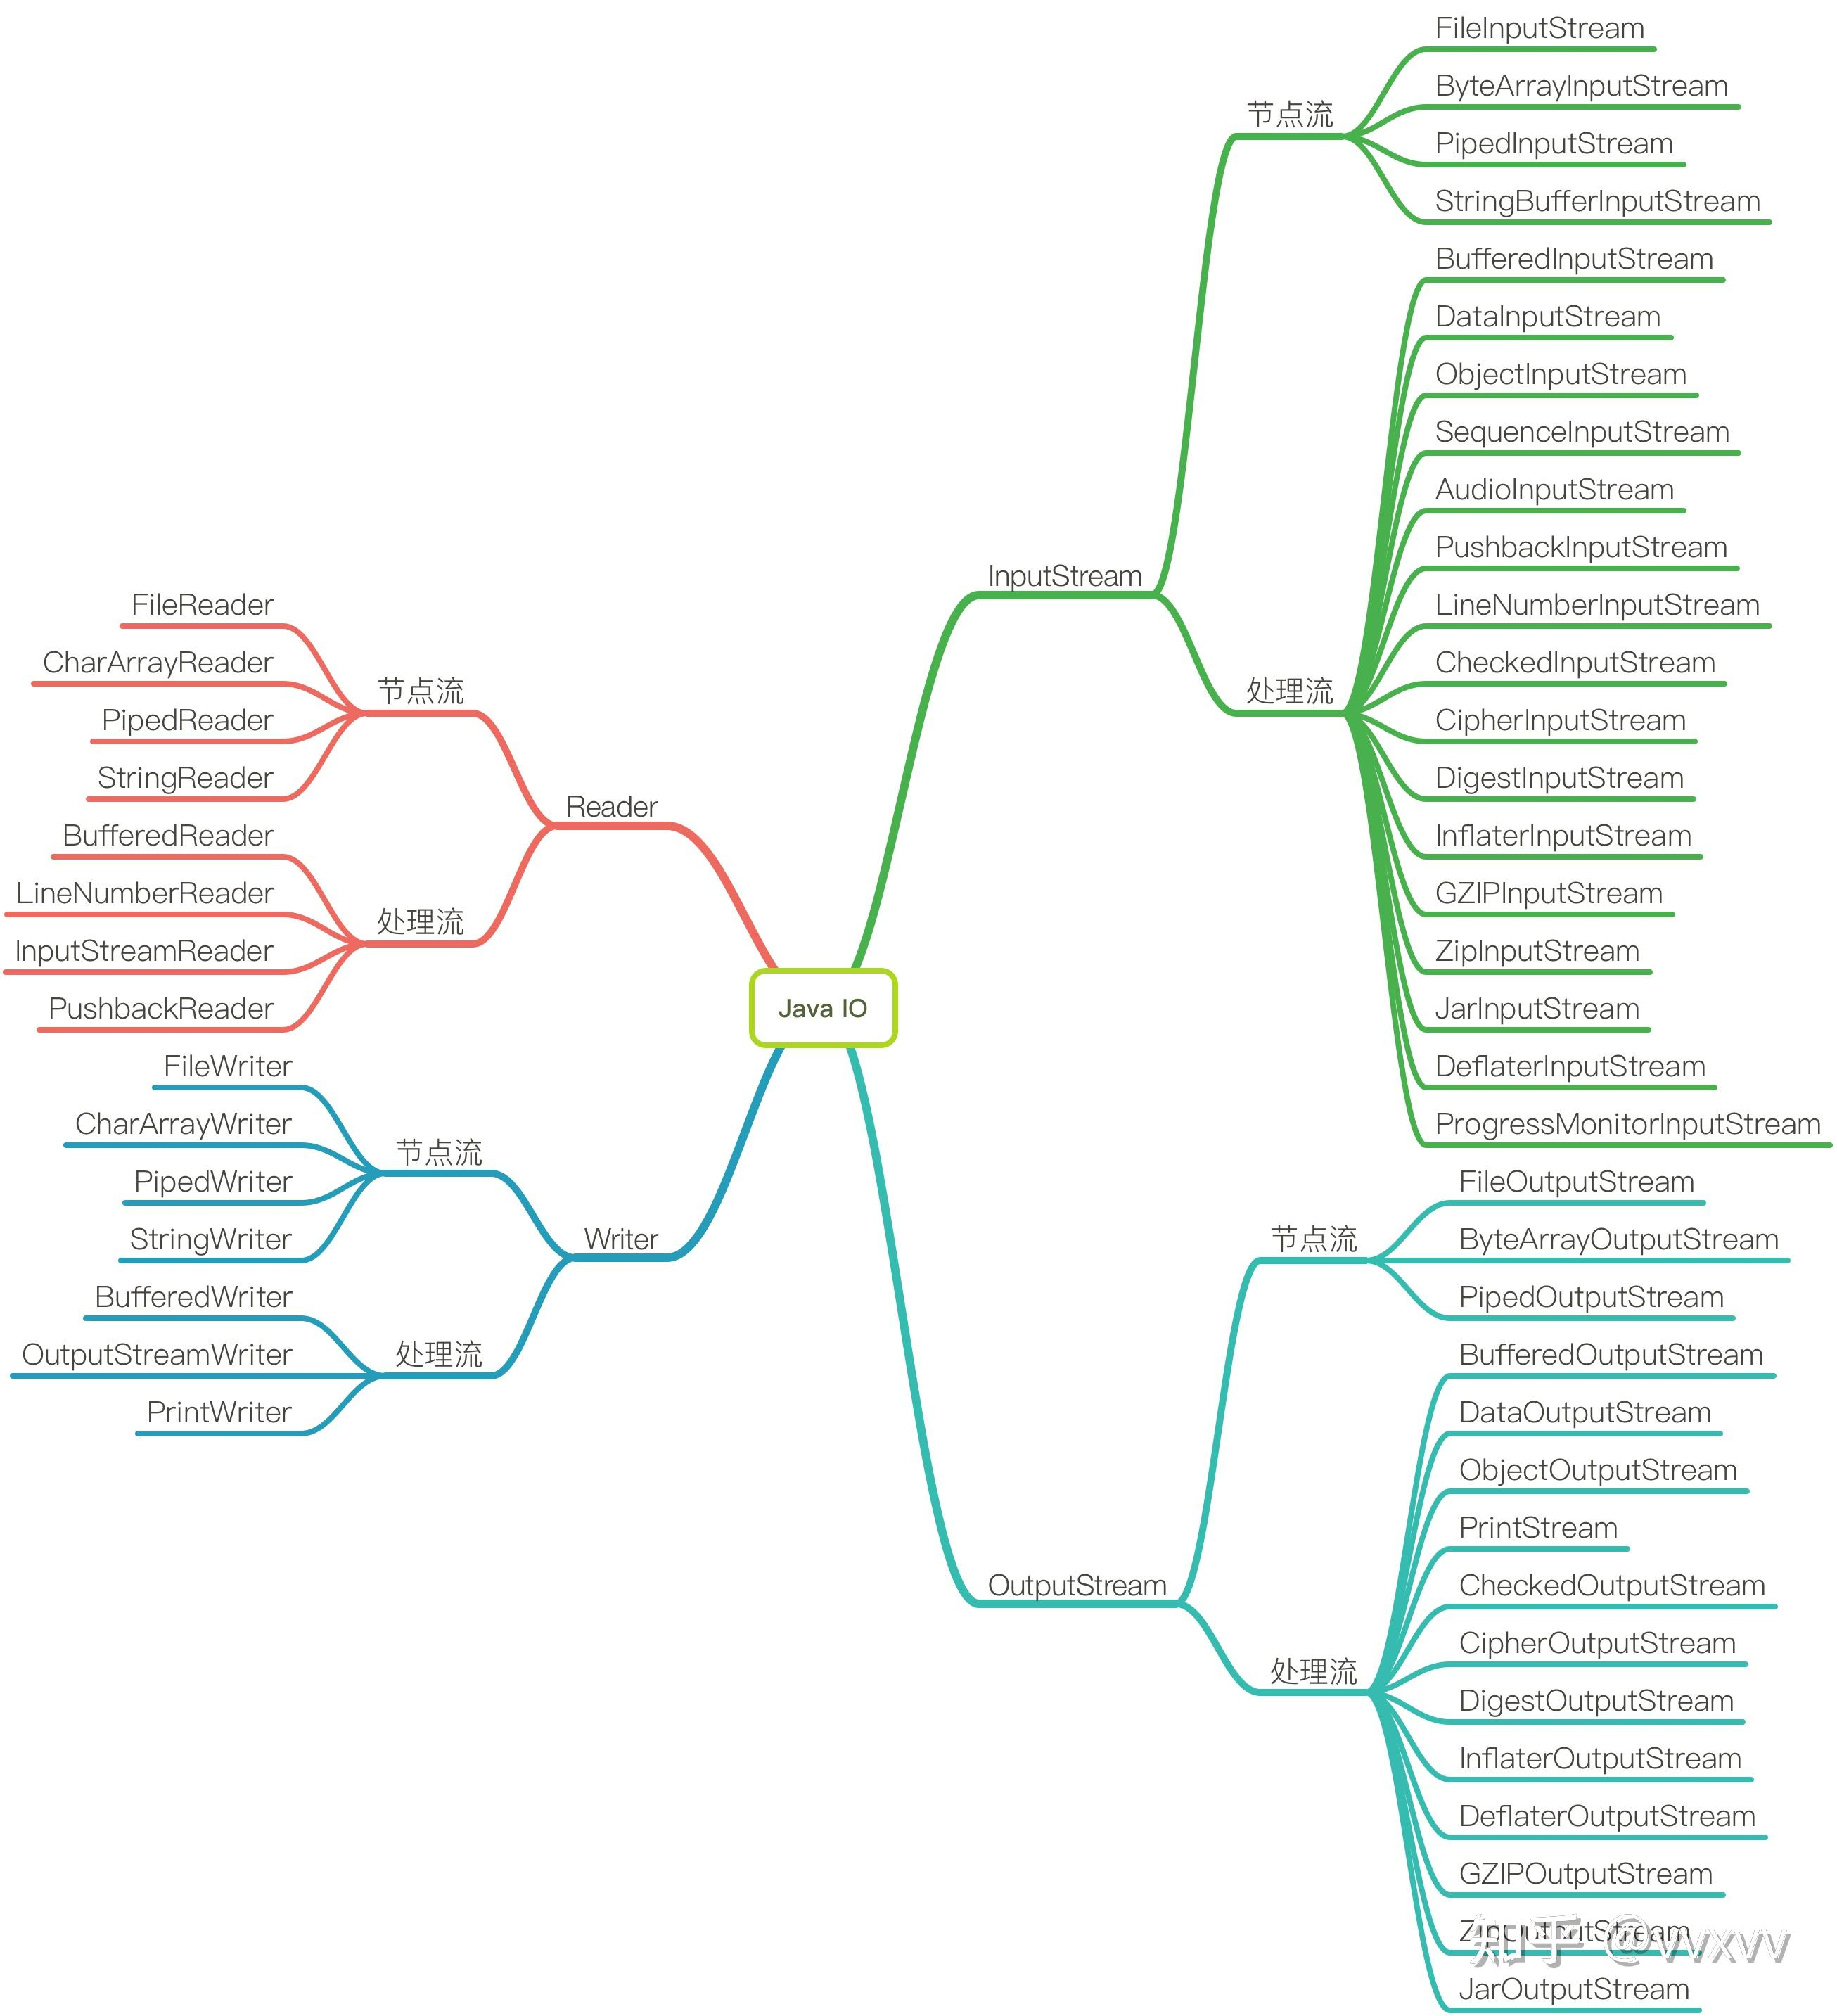 Java IO
Reader
节点流
FileReader
CharArrayReader
PipedReader
StringReader
处理流
BufferedReader
LineNumberReader
InputStreamReader
PushbackReader
Writer
节点流
FileWriter
CharArrayWriter
PipedWriter
StringWriter
处理流
BufferedWriter
OutputStreamWriter
PrintWriter
InputStream
节点流
FileInputStream
ByteArrayInputStream
PipedInputStream
StringBufferInputStream
处理流
BufferedInputStream
DataInputStream
ObjectInputStream
SequenceInputStream
AudioInputStream
PushbackInputStream
LineNumberInputStream
CheckedInputStream
CipherInputStream
DigestInputStream
InflaterInputStream
GZIPInputStream
ZipInputStream
JarInputStream
DeflaterInputStream
ProgressMonitorInputStream
OutputStream
节点流
FileOutputStream
ByteArrayOutputStream
PipedOutputStream
处理流
BufferedOutputStream
DataOutputStream
ObjectOutputStream
PrintStream
CheckedOutputStream
CipherOutputStream
DigestOutputStream
InflaterOutputStream
DeflaterOutputStream
GZIPOutputStream
ZipOutputStream
JarOutputStream
知乎 @vvxvv